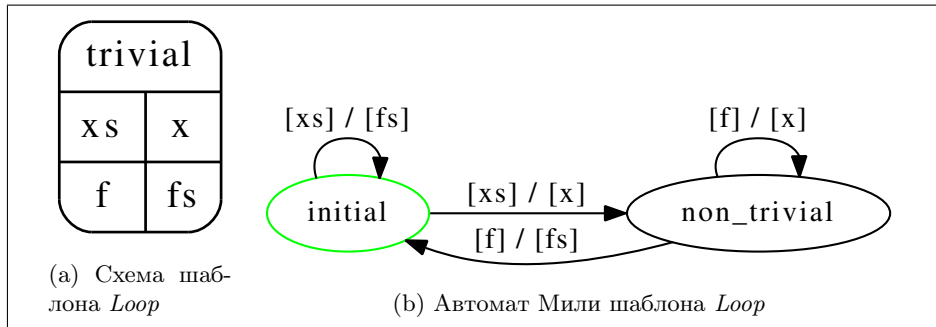 trivial
xs x
f fs
(a) Схема шаб-
лона Loop
[xs] / [fs]
[f] / [x]
initial
[xs] / [x]
non_trivial
[f] / [fs]
(b) Автомат Мили шаблона Loop